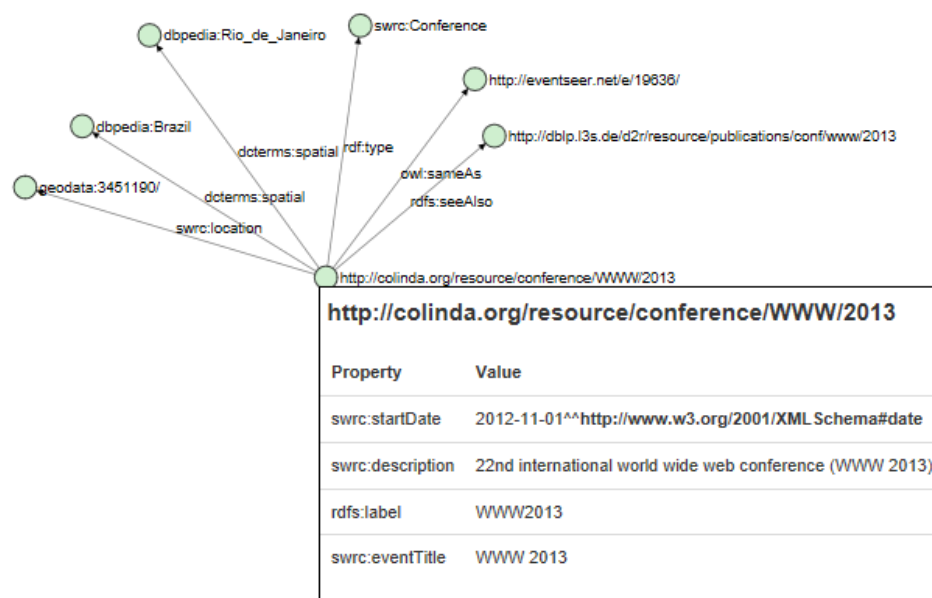 swrc:Conference
dbpedia:Rio_de_Janeiro
http://eventseer.net/e/19636/
dbpedia:Brazil
http://dblp.l3s.de/d2r/resource/publications/conf/www/2013
dcterms:spatial
rdf:type
owl:sameAs
geodata:3451190/
dcterms:spatial
rdfs:seeAlso
swrc:location
http://colinda.org/resource/conference/WWW/2013
http://colinda.org/resource/conference/WWW/2013
Property Value
swrc:startDate 2012-11-01^^http://www.w3.org/2001/XMLSchema#date
swrc:description 22nd international world wide web conference (WWW 2013)
rdfs:label WWW2013
swrc:eventTitle WWW 2013